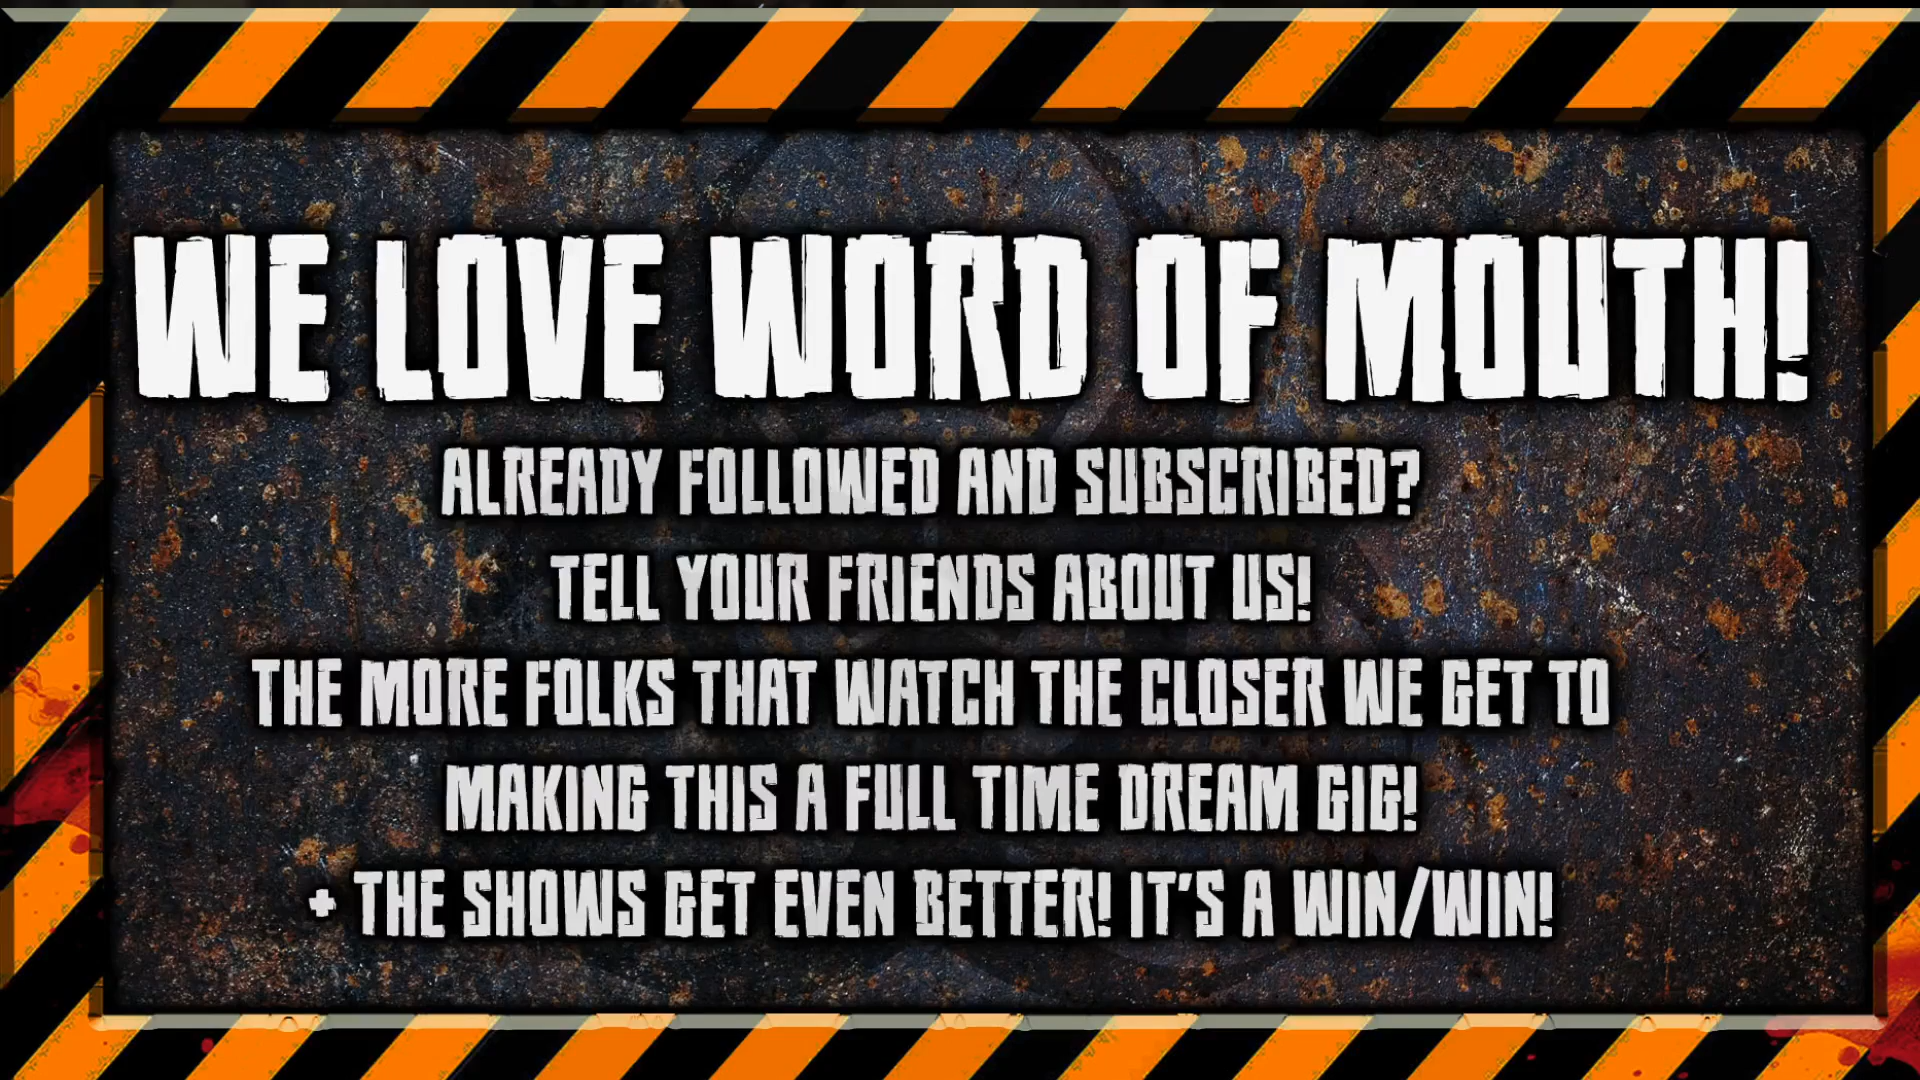 WE LOVE WORD OF MOUTH!
ALREADY FOLLOWED AND SUBSCRIBED?
TELL YOUR FRIENDS ABOUT US!
THE MORE FOLKS THAT WATCH THE CLOSER WE GET TO
MAKING THIS A FULL TIME DREAM GIG!
+ THE SHOWS GET EVEN BETTER! IT'S A WIN/WIN!